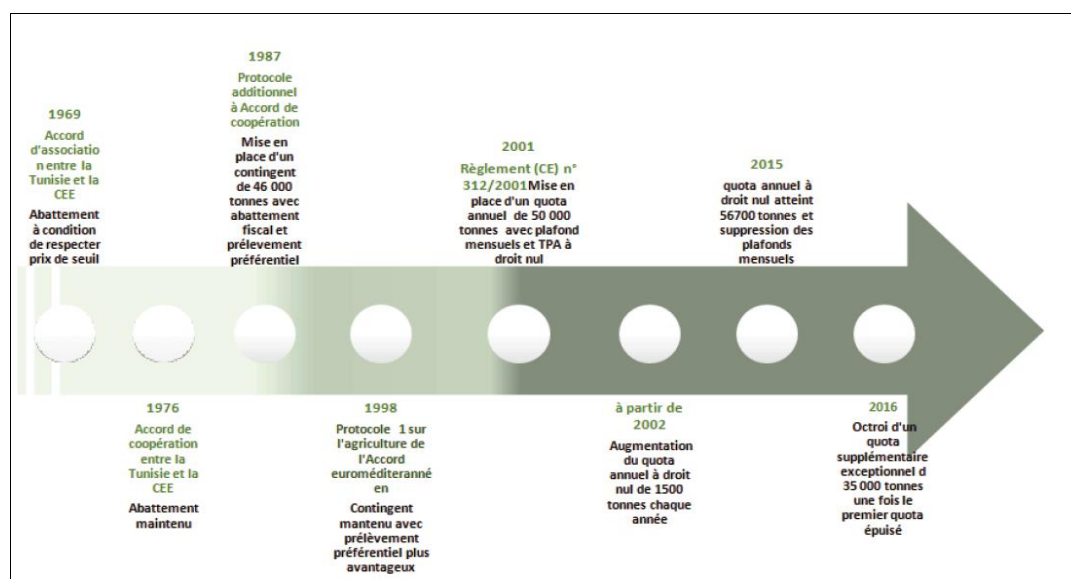 1969
Accord
d'associatio
n entre la
Tunisie et la
CEE
Abattement
à condition
de respecter
prix de seuil
1976
Accord de
coopération
entre la
Tunisie et la
CEE
Abattement
maintenu
1987
Protocole
additionnel
à Accord de
coopération
Mise en
place d'un
contingent
de 46 000
tonnes avec
abattement
fiscal et
prélevement
préférentiel
1998
Protocole 1 sur
l'agriculture de
l'Accord
euroméditerann
én
Contingent
mantenu avec
prélèvement
préférentiel plus
avantageux
2001
Règlement (CE) n°
312/2001Mise en
place d'un quota
annuel de 50 000
tonnes avec plafond
mensuels et TPA à
droit nul
à partir de
2002
Augmentation
du quota
annuel à droit
nul de 1500
tonnes chaque
année
2015
quota annuel à
droit nul atteint
56700 tonnes et
suppression des
plafonds
mensuels
2016
Octroi d'un
quota
supplémentaire
exceptionnel d
35 000 tonnes
une fois le
premier quota
épuisé